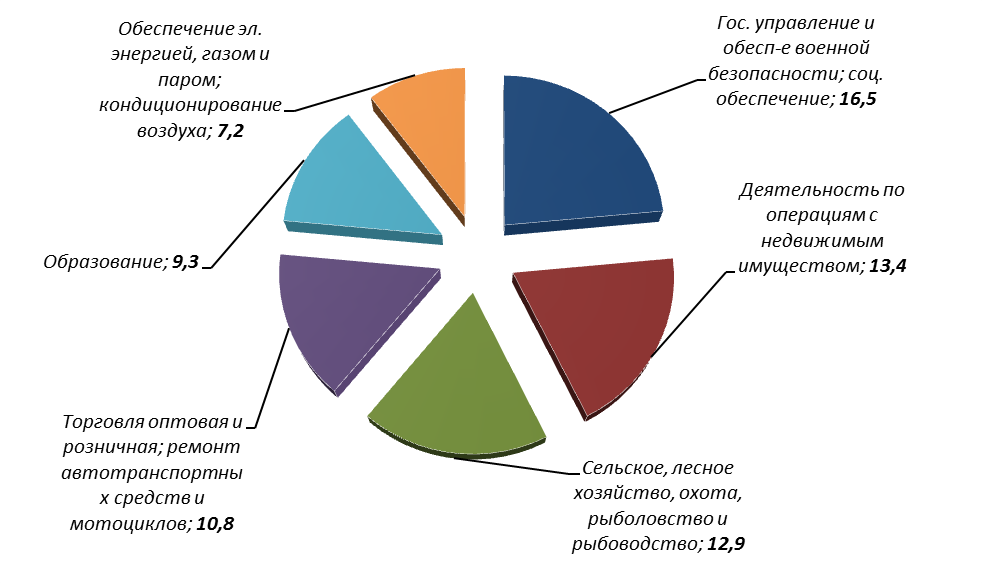 Обеспечение эл.
энергией, газом и
паром;
кондиционирование
воздуха; 7,2
Гос. управление и
обесп-е военной
безопасности; соц.
обеспечение; 16,5
Деятельность по
операциям с
недвижимым
имуществом; 13,4
Образование; 9,3
Торговля оптовая и
розничная; ремонт
автотранспортны
х средств и
мотоциклов; 10,8
Сельское, лесное
хозяйство, охота,
рыболовство и
рыбоводство; 12,9